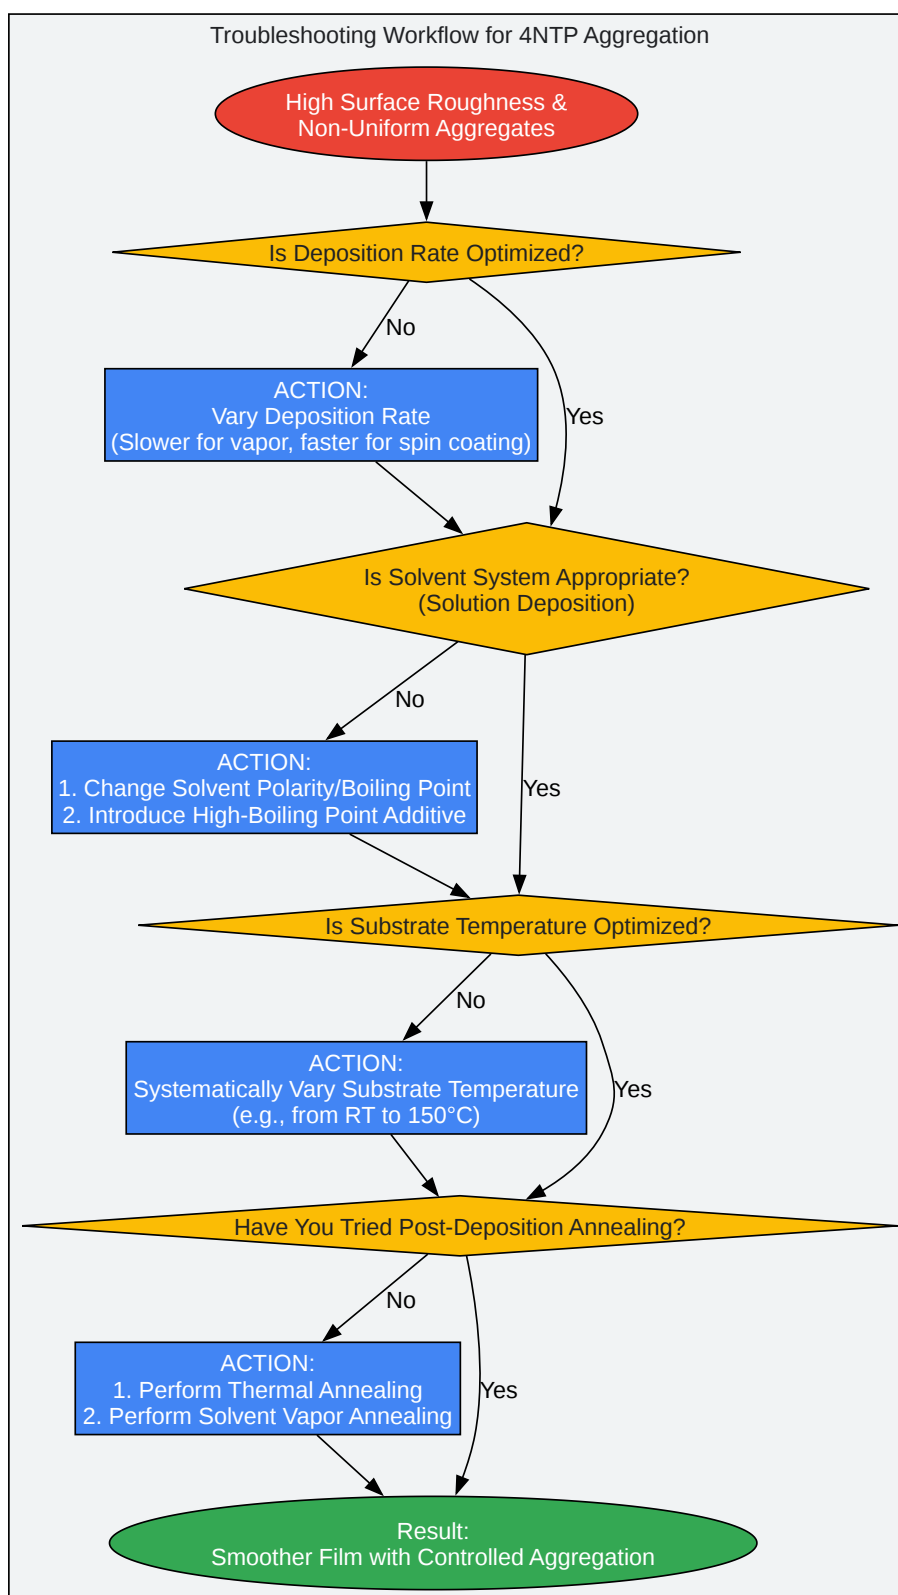 Troubleshooting Workflow for 4NTP Aggregation
High Surface Roughness &
Non-Uniform Aggregates
Is Deposition Rate Optimized?
No
Yes
ACTION:
Vary Deposition Rate
(Slower for vapor, faster for spin coating)
Is Solvent System Appropriate?
(Solution Deposition)
No
Yes
ACTION:
1. Change Solvent Polarity/Boiling Point
2. Introduce High-Boiling Point Additive
Is Substrate Temperature Optimized?
No
Yes
ACTION:
Systematically Vary Substrate Temperature
(e.g., from RT to 150°C)
Have You Tried Post-Deposition Annealing?
No
Yes
ACTION:
1. Perform Thermal Annealing
2. Perform Solvent Vapor Annealing
Result:
Smoother Film with Controlled Aggregation